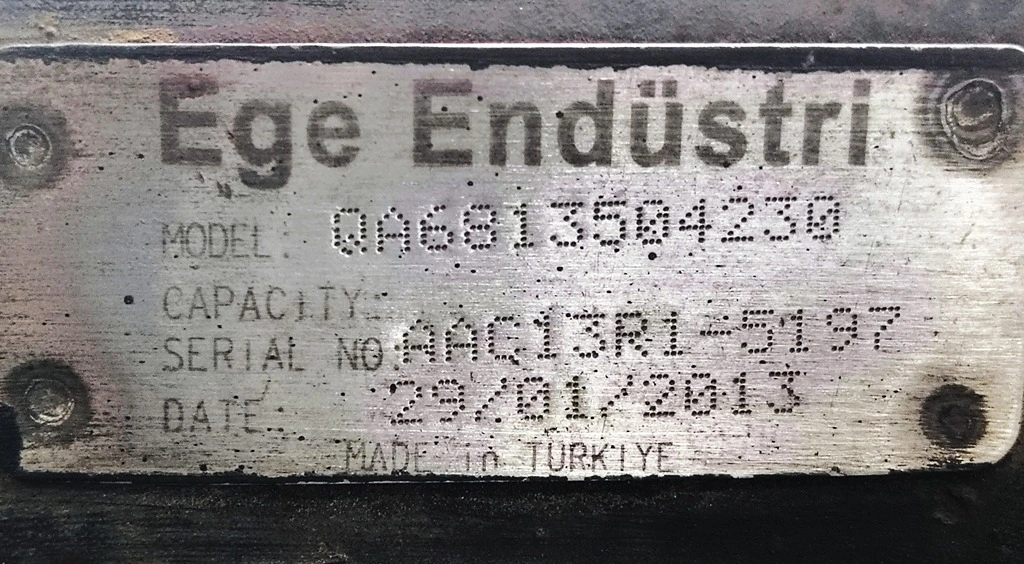 Ege Endüstri
MODEL: QA6813504230
CAPACITY:
SERIAL NO: AAC13R1-5197
DATE: 29/01/2013
MADE in TURKIYE